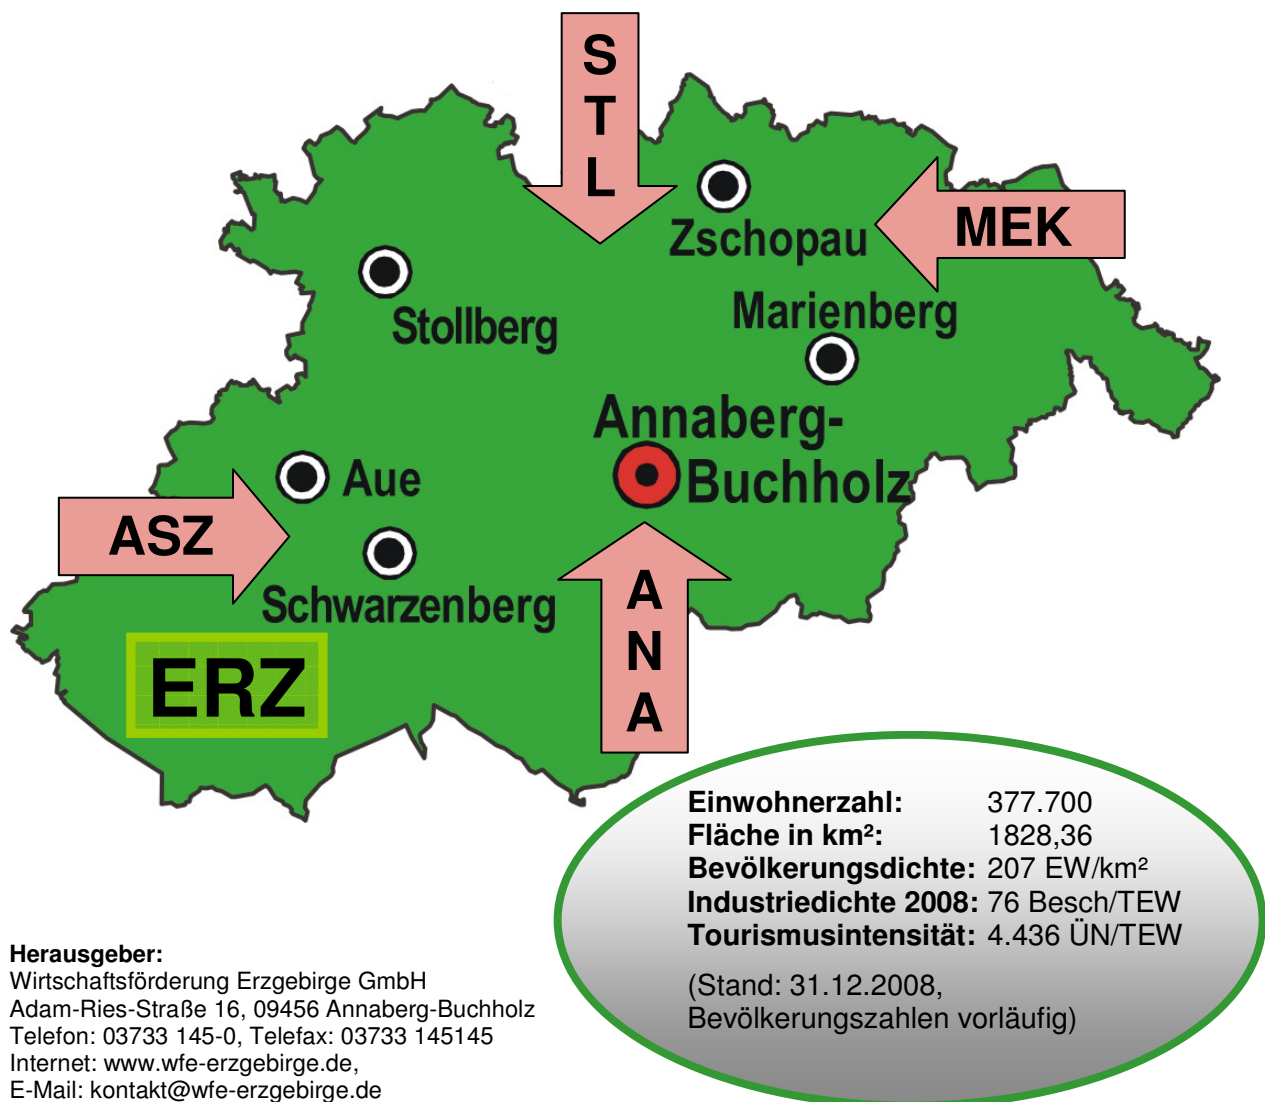 STL
Zschopau
MEK
Stollberg
Marienberg
Annaberg-
Buchholz
Aue
ASZ
Schwarzenberg
ANA
ERZ
Einwohnerzahl: 377.700
Fläche in km²: 1828,36
Bevölkerungsdichte: 207 EW/km²
Industriedichte 2008: 76 Besch/TEW
Tourismusintensität: 4.436 ÜN/TEW
(Stand: 31.12.2008,
Bevölkerungszahlen vorläufig)
Herausgeber:
Wirtschaftsförderung Erzgebirge GmbH
Adam-Ries-Straße 16, 09456 Annaberg-Buchholz
Telefon: 03733 145-0, Telefax: 03733 145145
Internet: www.wfe-erzgebirge.de,
E-Mail: kontakt@wfe-erzgebirge.de